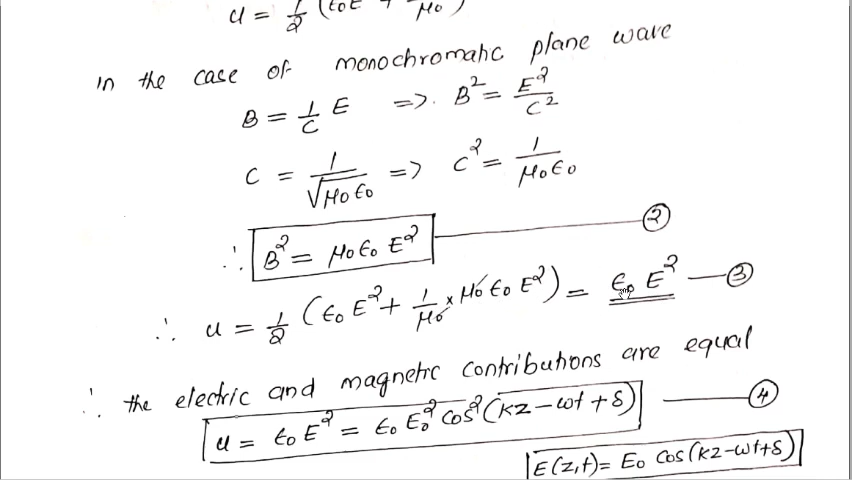 u = 1/2 (ϵ₀E² + 1/μ₀)
in the case of monochromatic plane wave
B = 1/C E => B² = E²/C²
C = 1/√μ₀ϵ₀ => C² = 1/μ₀ϵ₀
∴ B² = μ₀ϵ₀E² ②
∴ u = 1/2 (ϵ₀E² + 1/μ₀ × μ₀ϵ₀E²) = ϵ₀E² — ③
∴ the electric and magnetic contributions are equal
u = ϵ₀E² = ϵ₀E₀² cos²(kz-ωt+δ) — ④
E(z,t) = E₀ cos(kz-ωt+δ)